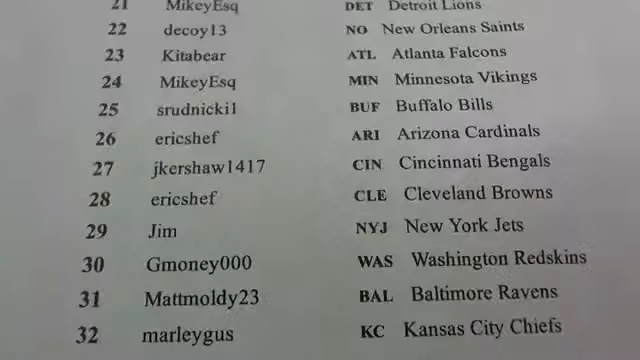 21 MikeyEsq DET Detroit Lions
22 decoy13 NO New Orleans Saints
23 Kitabear ATL Atlanta Falcons
24 MikeyEsq MIN Minnesota Vikings
25 srudnicki1 BUF Buffalo Bills
26 ericshef ARI Arizona Cardinals
27 jkershaw1417 CIN Cincinnati Bengals
28 ericshef CLE Cleveland Browns
29 Jim NYJ New York Jets
30 Gmoney000 WAS Washington Redskins
31 Mattmoldy23 BAL Baltimore Ravens
32 marleygus KC Kansas City Chiefs